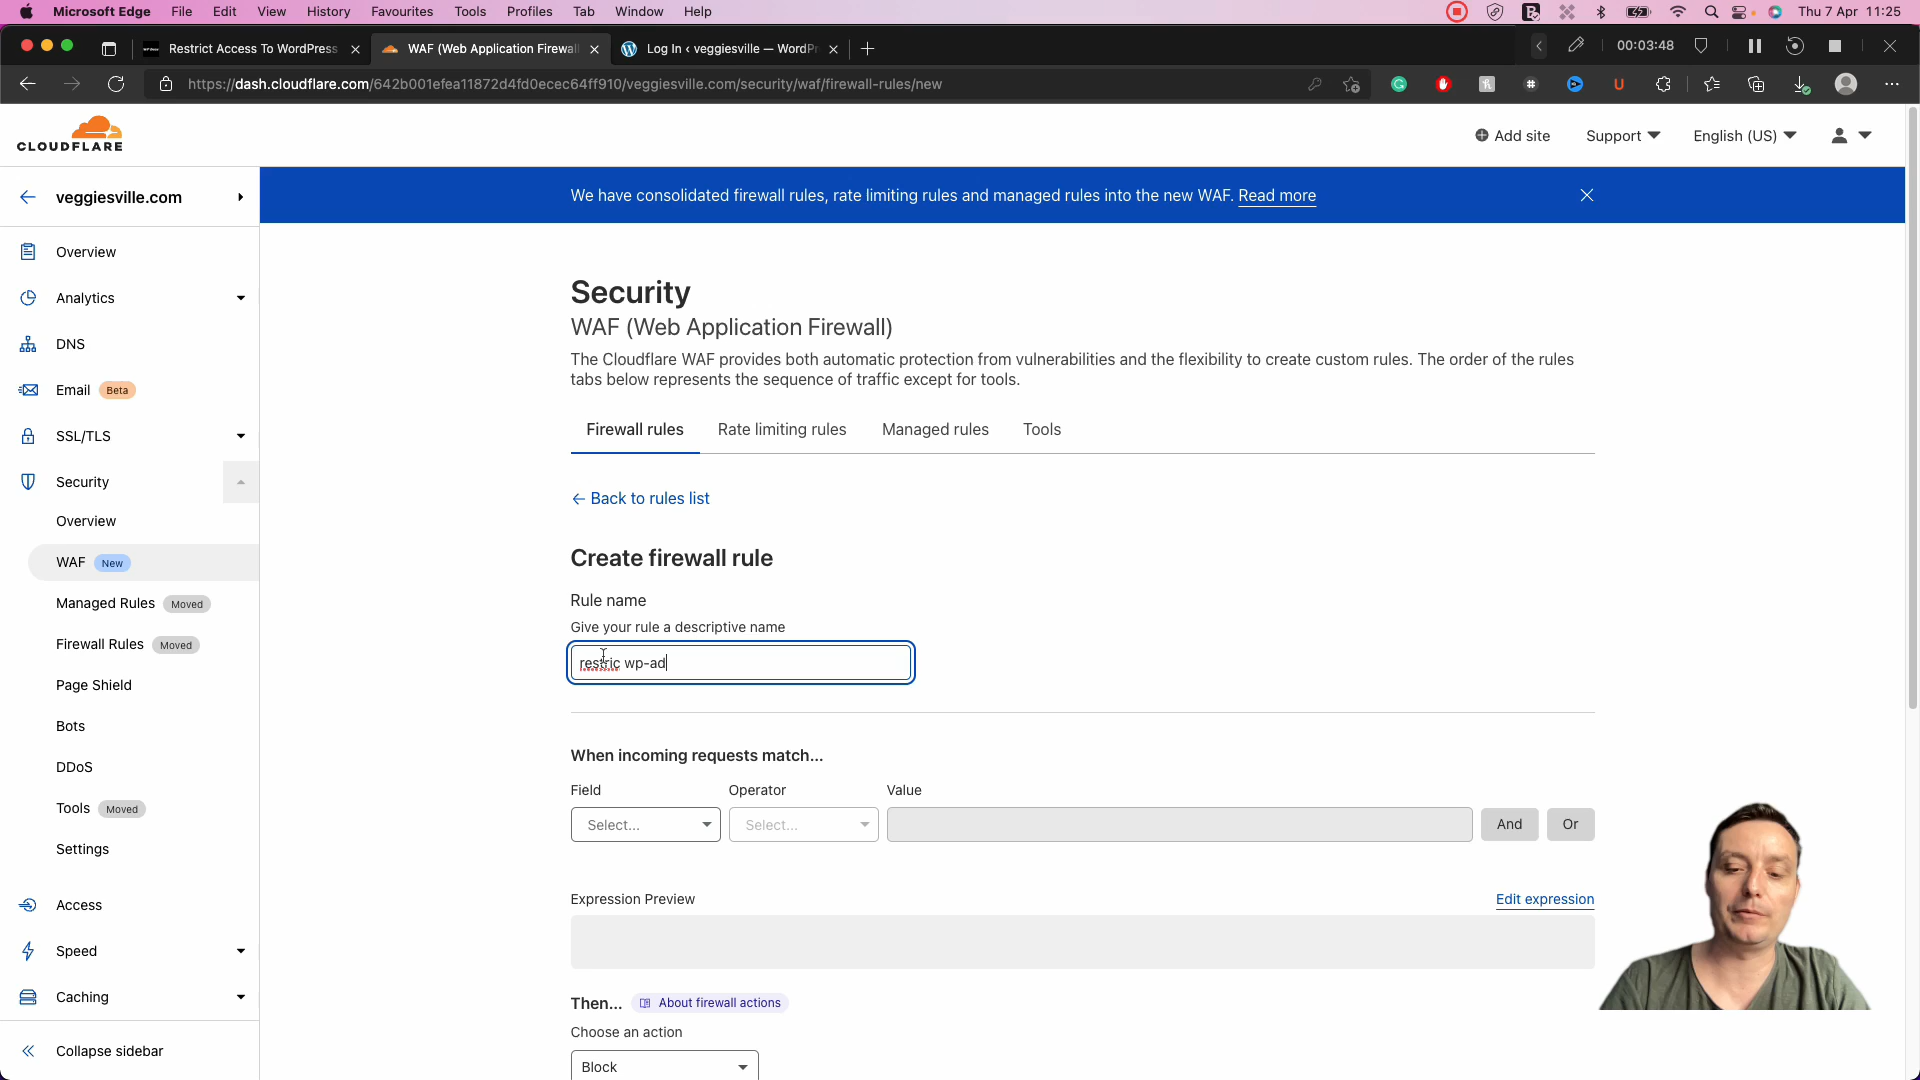 Microsoft Edge File Edit View History Favourites Tools Profiles Tab Window Help Thu 7 Apr 11:25
Restrict Access To WordPress WAF (Web Application Firewall Log In ‹ veggiesville — WordPr 00:03:48
https://dash.cloudflare.com/642b001efea11872d4fd0ecec64ff910/veggiesville.com/security/waf/firewall-rules/new
CLOUDFLARE
Add site Support English (US)
veggiesville.com
We have consolidated firewall rules, rate limiting rules and managed rules into the new WAF. Read more
Overview
Analytics
DNS
Email Beta
SSL/TLS
Security
Overview
WAF New
Managed Rules Moved
Firewall Rules Moved
Page Shield
Bots
DDoS
Tools Moved
Settings
Access
Speed
Caching
Collapse sidebar
Security
WAF (Web Application Firewall)
The Cloudflare WAF provides both automatic protection from vulnerabilities and the flexibility to create custom rules. The order of the rules
tabs below represents the sequence of traffic except for tools.
Firewall rules Rate limiting rules Managed rules Tools
Back to rules list
Create firewall rule
Rule name
Give your rule a descriptive name
restric wp-ad
When incoming requests match...
Field Operator Value
Select... Select... And Or
Expression Preview Edit expression
Then... About firewall actions
Choose an action
Block